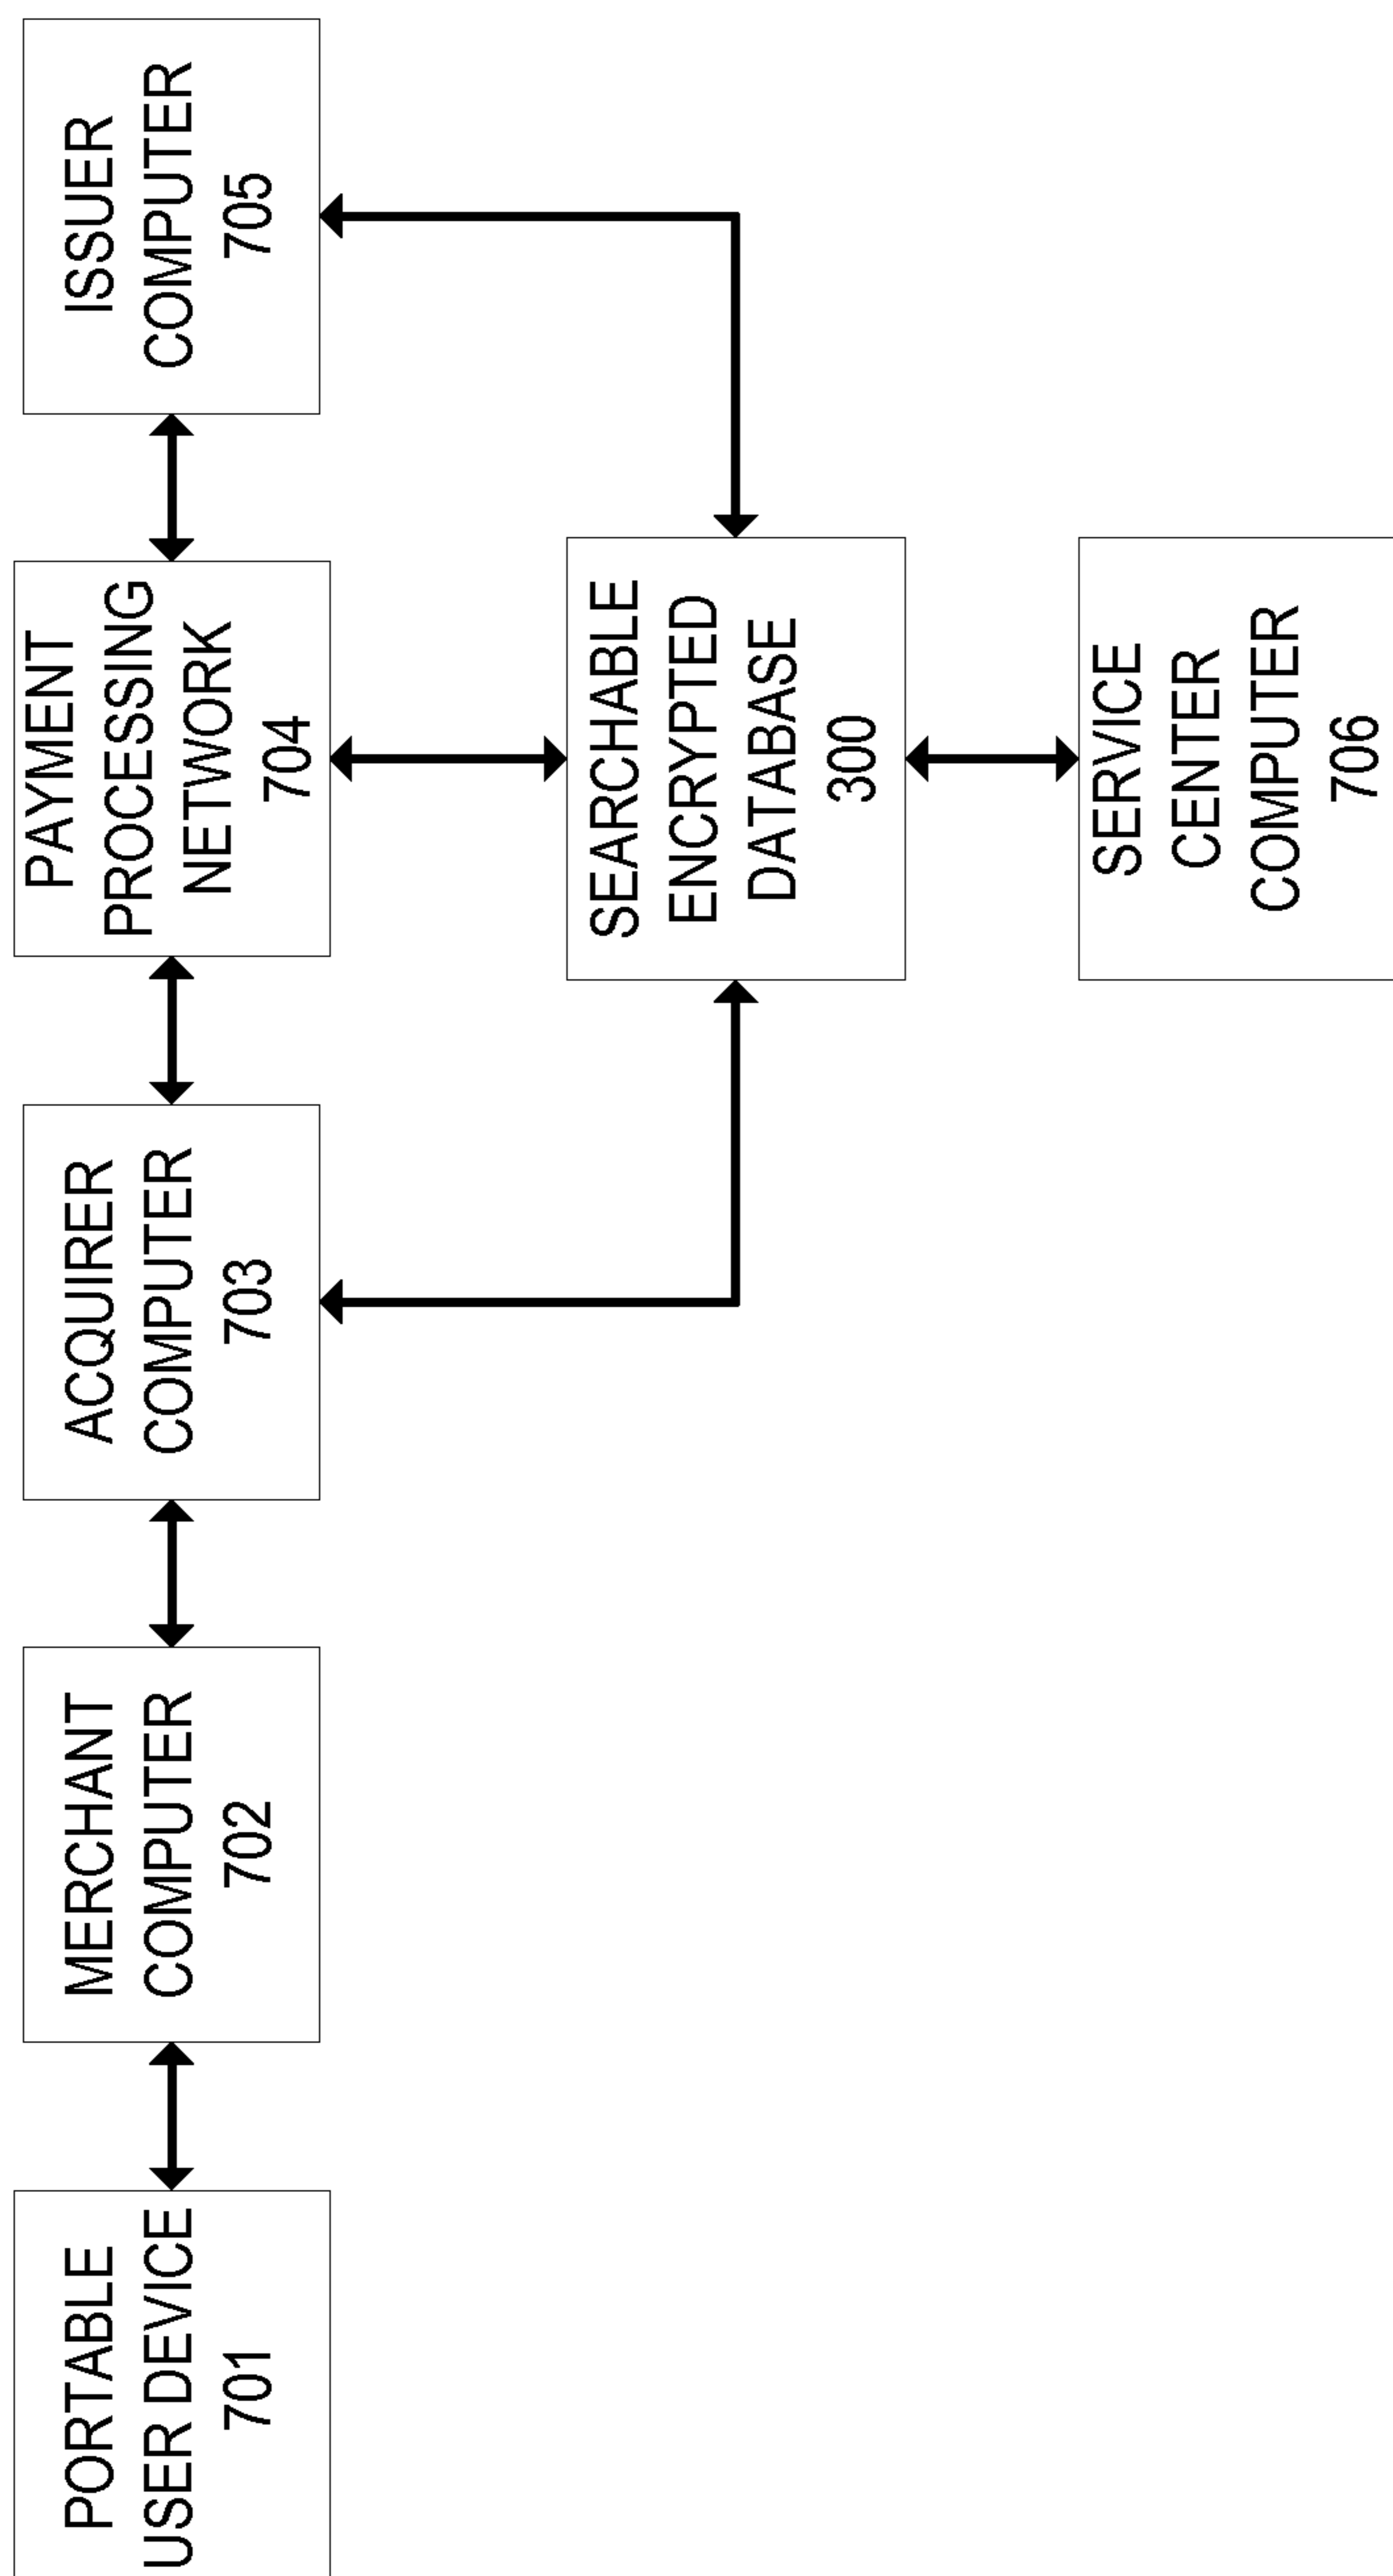 PORTABLE
USER DEVICE
701
MERCHANT
COMPUTER
702
ACQUIRER
COMPUTER
703
PAYMENT
PROCESSING
NETWORK
704
ISSUER
COMPUTER
705
SEARCHABLE
ENCRYPTED
DATABASE
300
SERVICE
CENTER
COMPUTER
706